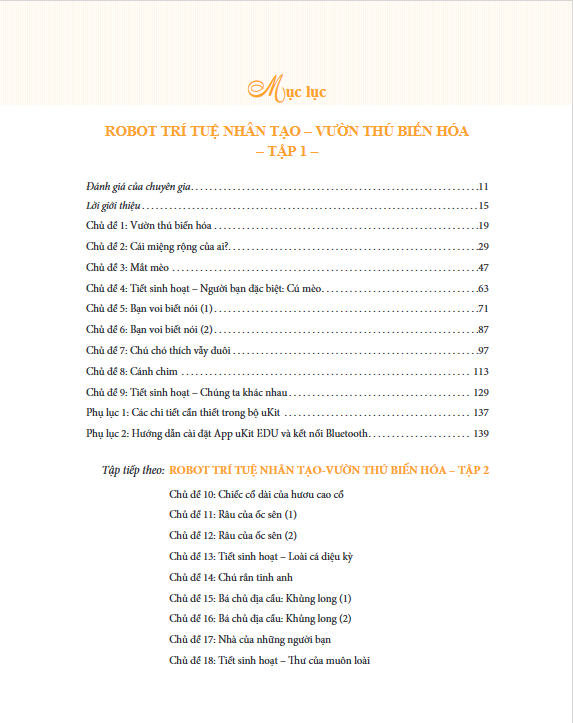 Mục lục
ROBOT TRÍ TUỆ NHÂN TẠO – VƯỜN THÚ BIẾN HÓA
– TẬP 1 –
Đánh giá của chuyên gia....11
Lời giới thiệu....15
Chủ đề 1: Vườn thú biến hóa....19
Chủ đề 2: Cái miệng rộng của ai?....29
Chủ đề 3: Mắt mèo....47
Chủ đề 4: Tiết sinh hoạt – Người bạn đặc biệt: Cú mèo....63
Chủ đề 5: Bạn voi biết nói (1)....71
Chủ đề 6: Bạn voi biết nói (2)....87
Chủ đề 7: Chú chó thích vẫy đuôi....97
Chủ đề 8: Cánh chim....113
Chủ đề 9: Tiết sinh hoạt – Chúng ta khác nhau....129
Phụ lục 1: Các chi tiết cần thiết trong bộ uKit....137
Phụ lục 2: Hướng dẫn cài đặt App uKit EDU và kết nối Bluetooth....139
Tập tiếp theo: ROBOT TRÍ TUỆ NHÂN TẠO-VƯỜN THÚ BIẾN HÓA – TẬP 2
Chủ đề 10: Chiếc cổ dài của hươu cao cổ
Chủ đề 11: Râu của ốc sên (1)
Chủ đề 12: Râu của ốc sên (2)
Chủ đề 13: Tiết sinh hoạt – Loài cá diệu kỳ
Chủ đề 14: Chú rắn tinh anh
Chủ đề 15: Bá chủ địa cầu: Khủng long (1)
Chủ đề 16: Bá chủ địa cầu: Khủng long (2)
Chủ đề 17: Nhà của những người bạn
Chủ đề 18: Tiết sinh hoạt – Thư của muôn loài